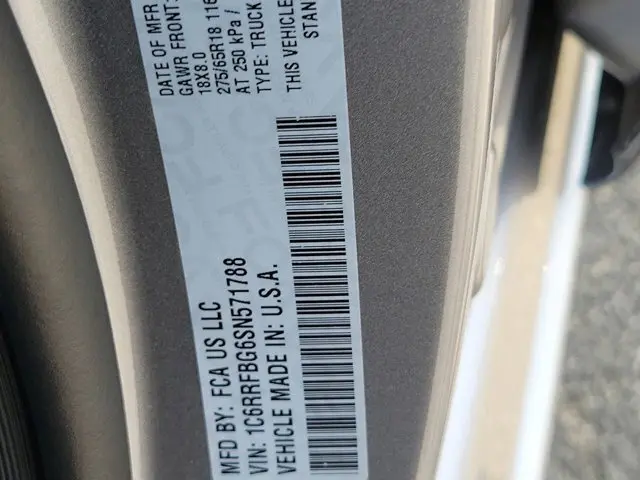 MFD BY: FCA US LLC
DATE OF MFR
GAWR FRONT:
18X8.0
275/65R18 116
AT 250 kPa /
TYPE: TRUCK
THIS VEHICLE
STAN
VIN: 1C6RRFBG6SN571788
VEHICLE MADE IN: U.S.A.